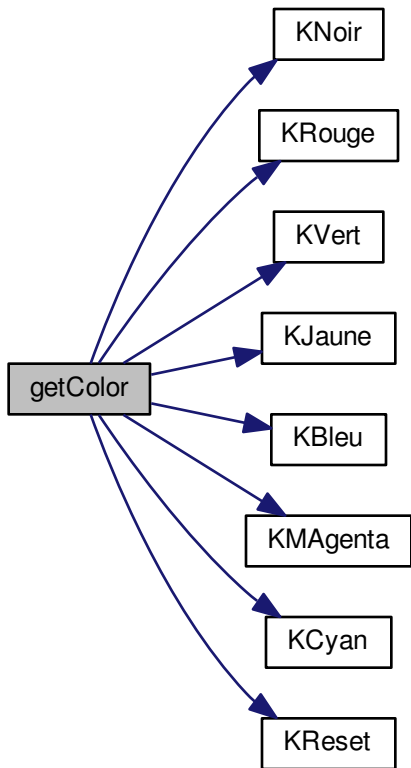 KNoir
KRouge
KVert
KJaune
getColor
KBleu
KMAgenta
KCyan
KReset